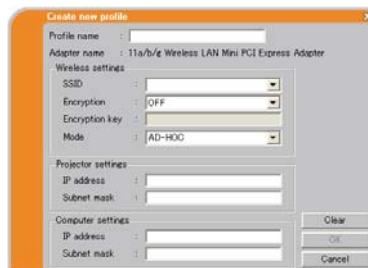 Create new profile
Profile name :
Adapter name : 11a/b/g Wireless LAN Mini PCI Express Adapter
Wireless settings
SSID :
Encryption : OFF
Encryption key :
Mode : AD-HOC
Projector settings
IP address :
Subnet mask :
Computer settings
IP address :
Subnet mask :
Clear
OK
Cancel